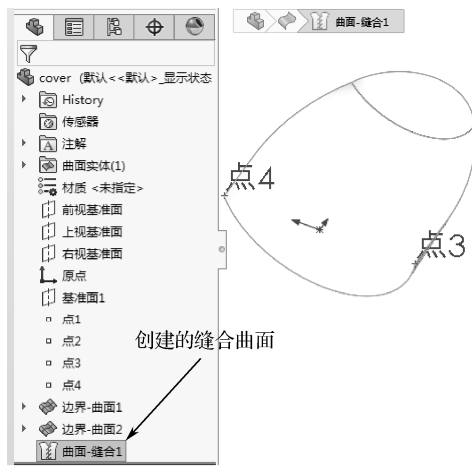 曲面-缝合1
cover (默认<<默认>_显示状态
History
传感器
注解
曲面实体(1)
材质 <未指定>
前视基准面
上视基准面
右视基准面
原点
基准面1
点1
点2
点3
点4
边界-曲面1
边界-曲面2
曲面-缝合1
点4
点3
创建的缝合曲面